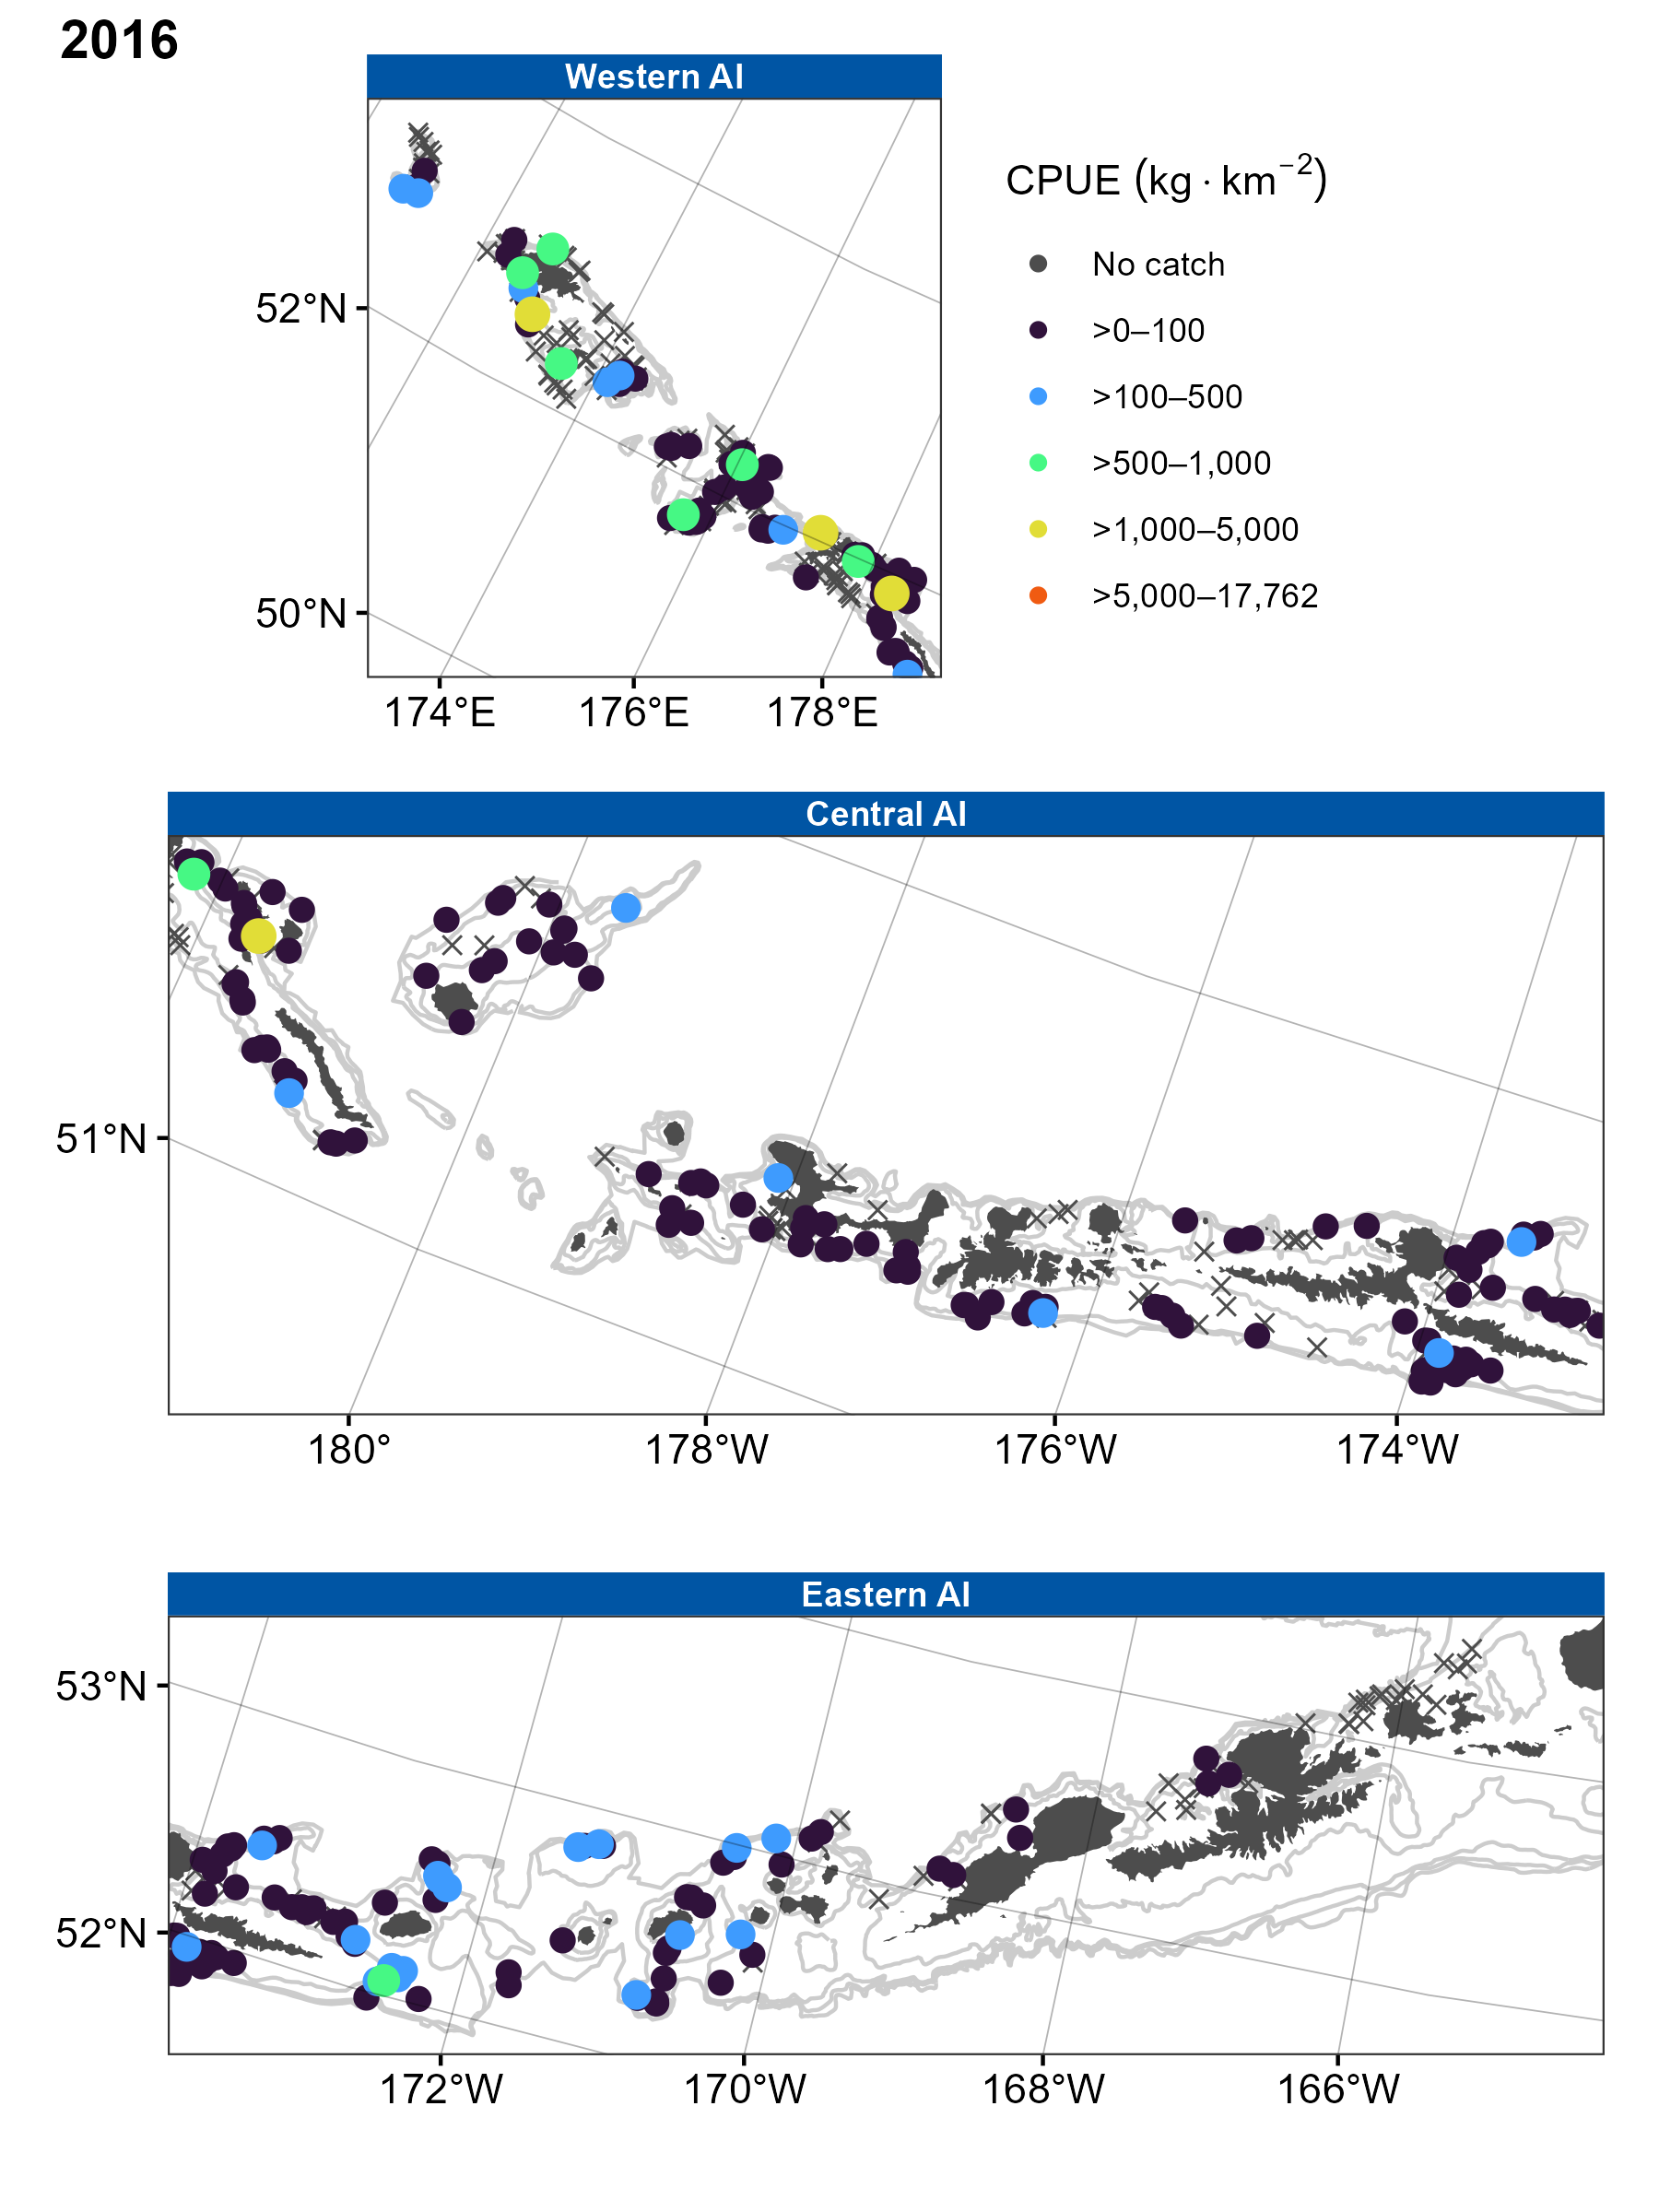 2016
Western AI
CPUE (kg · km⁻²)
No catch
>0–100
>100–500
>500–1,000
>1,000–5,000
>5,000–17,762
52°N
50°N
174°E 176°E 178°E
Central AI
51°N
180° 178°W 176°W 174°W
Eastern AI
53°N
52°N
172°W 170°W 168°W 166°W